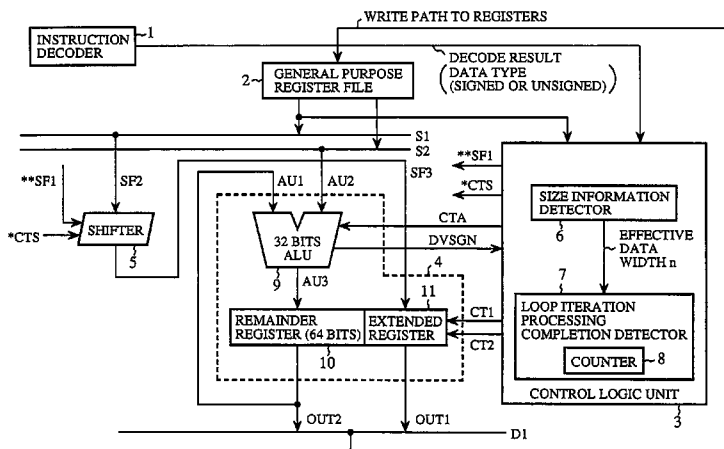 WRITE PATH TO REGISTERS
INSTRUCTION
DECODER
1
DECODE RESULT
DATA TYPE
(SIGNED OR UNSIGNED)
2
GENERAL PURPOSE
REGISTER FILE
S1
S2
**SF1
SF2
AU1
AU2
SF3
**SF1
*CTS
*CTS
SHIFTER
5
32 BITS
ALU
9
CTA
DVSGN
4
AU3
SIZE INFORMATION
DETECTOR
6
EFFECTIVE
DATA
WIDTH n
7
LOOP ITERATION
PROCESSING
COMPLETION DETECTOR
COUNTER
8
CONTROL LOGIC UNIT
3
11
REMAINDER
REGISTER (64 BITS)
EXTENDED
REGISTER
10
CT1
CT2
OUT2
OUT1
D1